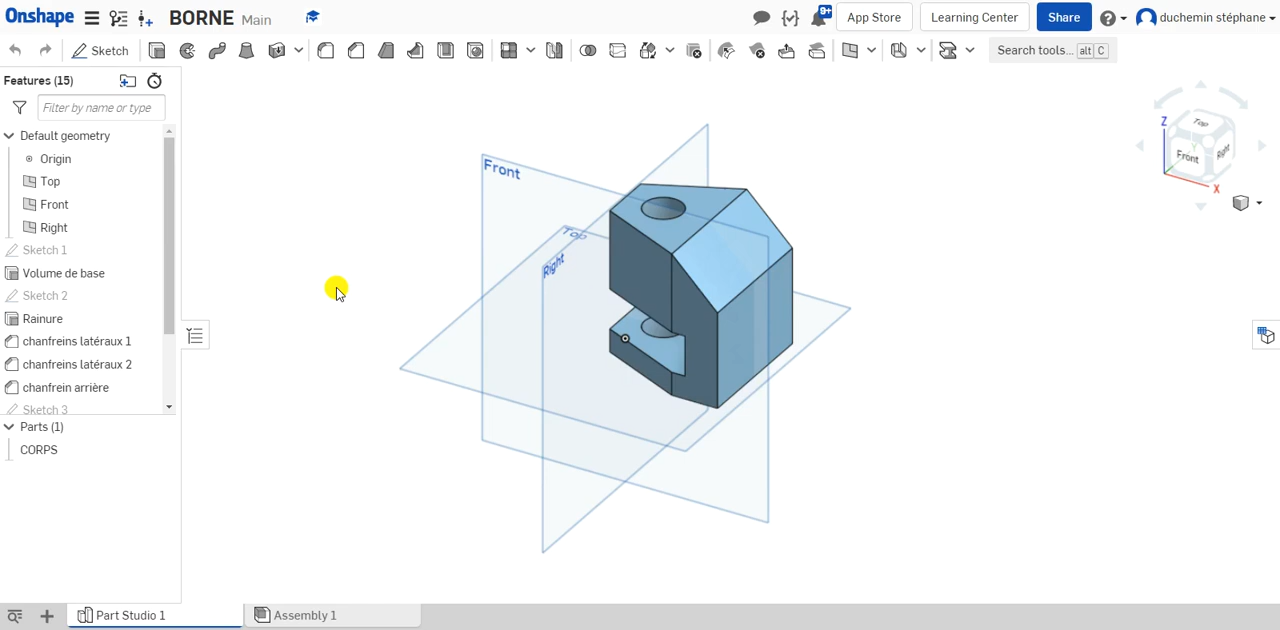 Onshape BORNE Main 9+ App Store Learning Center Share duchemin stéphane
Sketch Search tools... alt C
Features (15)
Filter by name or type
Default geometry
Origin
Top
Front
Right
Sketch 1
Volume de base
Sketch 2
Rainure
chanfreins latéraux 1
chanfreins latéraux 2
chanfrein arrière
Sketch 3
Parts (1)
CORPS
Front
Top
Right
Z
Top
Y
Front
Right
X
Part Studio 1
Assembly 1